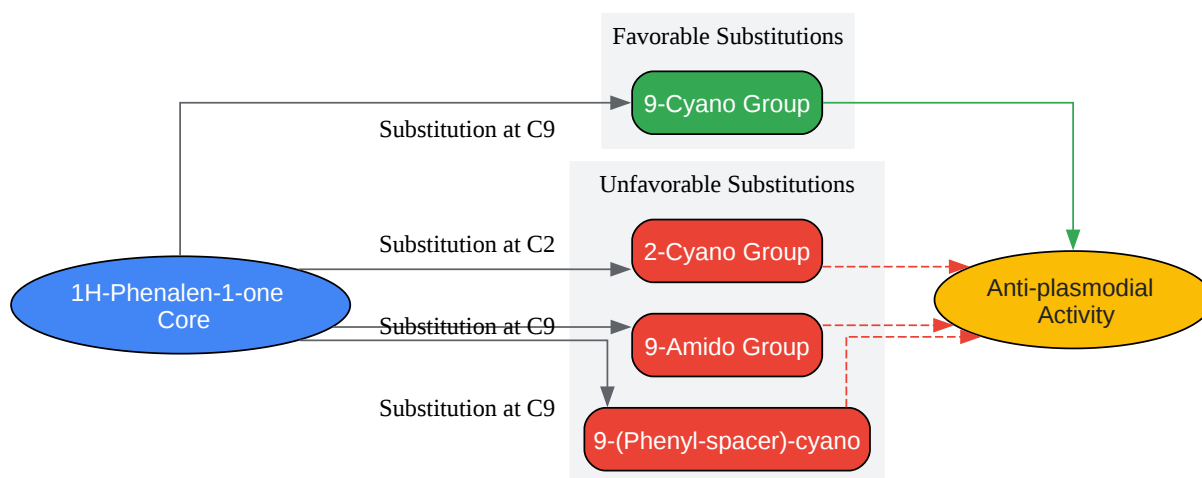 Favorable Substitutions
9-Cyano Group
Substitution at C9
Unfavorable Substitutions
Substitution at C2
2-Cyano Group
1H-Phenalen-1-one
Core
Anti-plasmodial
Activity
Substitution at C9
9-Amido Group
Substitution at C9
9-(Phenyl-spacer)-cyano